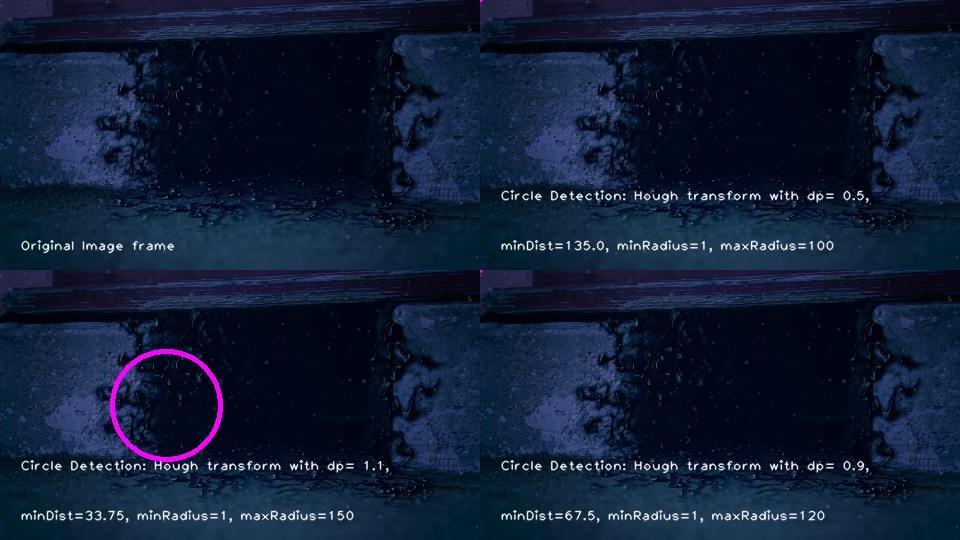 Original Image frame
Circle Detection: Hough transform with dp= 0.5,
minDist=135.0, minRadius=1, maxRadius=100
Circle Detection: Hough transform with dp= 1.1,
minDist=33.75, minRadius=1, maxRadius=150
Circle Detection: Hough transform with dp= 0.9,
minDist=67.5, minRadius=1, maxRadius=120